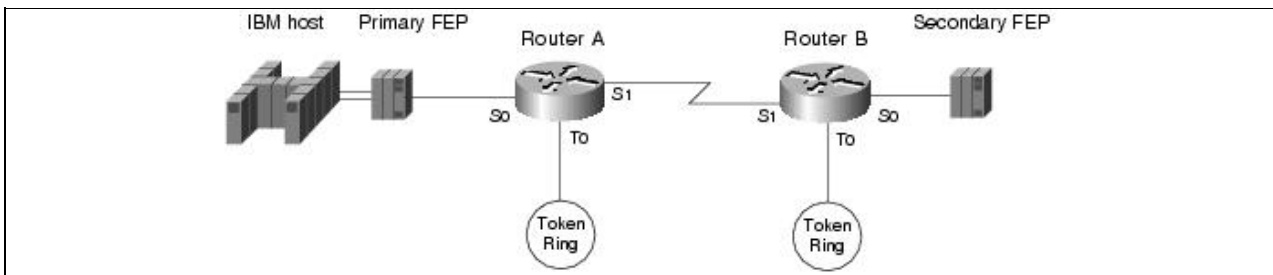 IBM host
Primary FEP
Router A
Router B
Secondary FEP
S0
S1
S1
S0
T0
T0
Token
Ring
Token
Ring